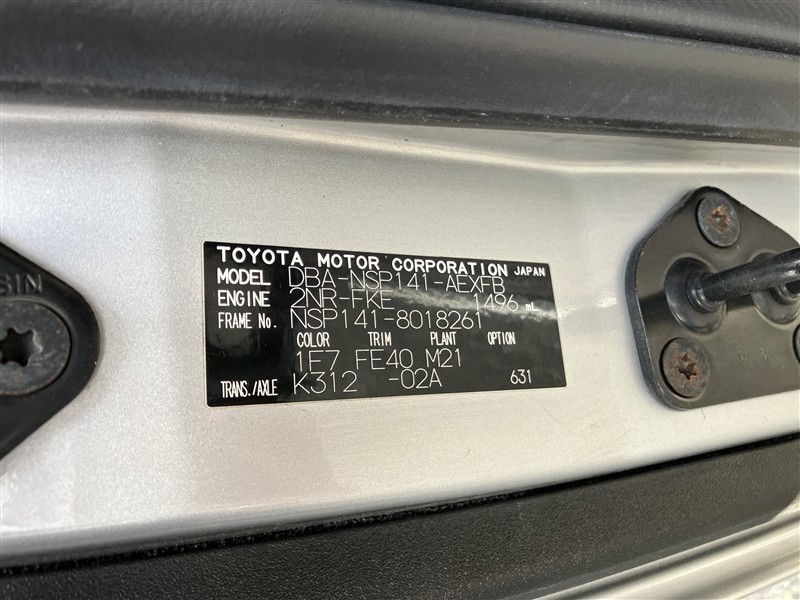 TOYOTA MOTOR CORPORATION JAPAN
MODEL DBA-NSP141-AEXFB
ENGINE 2NR-FKE 1496 mL
FRAME No. NSP141-8018261
COLOR TRIM PLANT OPTION
1F7 FE40 M21
TRANS./AXLE K312 -02A 631
SIN